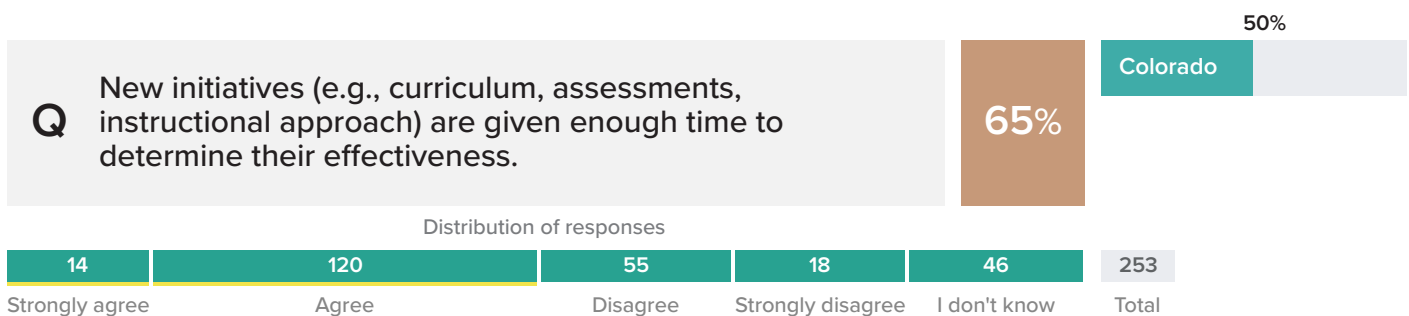 50%
Q
New initiatives (e.g., curriculum, assessments,
instructional approach) are given enough time to
determine their effectiveness.
65%
Colorado
Distribution of responses
14 120 55 18 46 253
Strongly agree Agree Disagree Strongly disagree I don't know Total